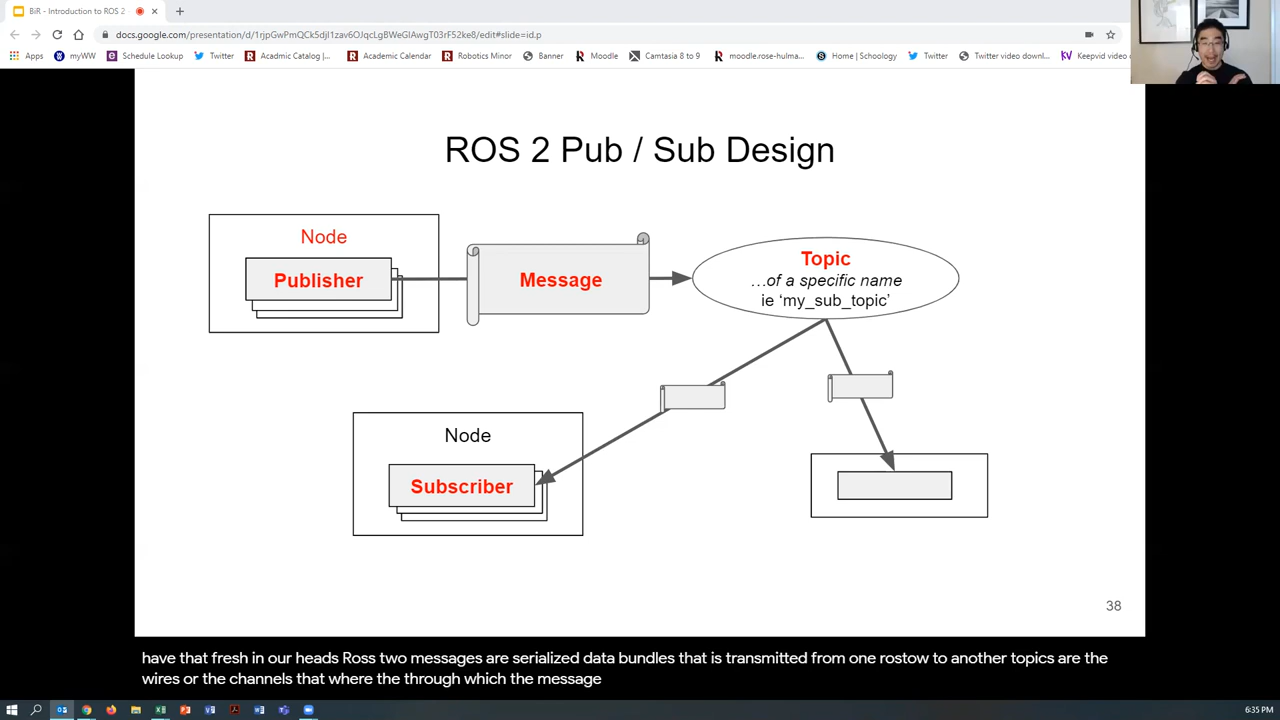 BiR - Introduction to ROS 2
docs.google.com/presentation/d/1rjpGwPmQCk5djI1zav6OJqcLgBWeGIAwgT03rF52ke8/edit#slide=id.p
Apps myWW Schedule Lookup Twitter Acadmic Catalog |... Academic Calendar Robotics Minor Banner Moodle Camtasia 8 to 9 moodle.rose-hulma... Home | Schoology Twitter Twitter video downl... Keepvid video d
ROS 2 Pub / Sub Design
Node
Publisher
Message
Topic
...of a specific name
ie ‘my_sub_topic’
Node
Subscriber
38
have that fresh in our heads Ross two messages are serialized data bundles that is transmitted from one rostow to another topics are the
wires or the channels that where the through which the message
6:35 PM